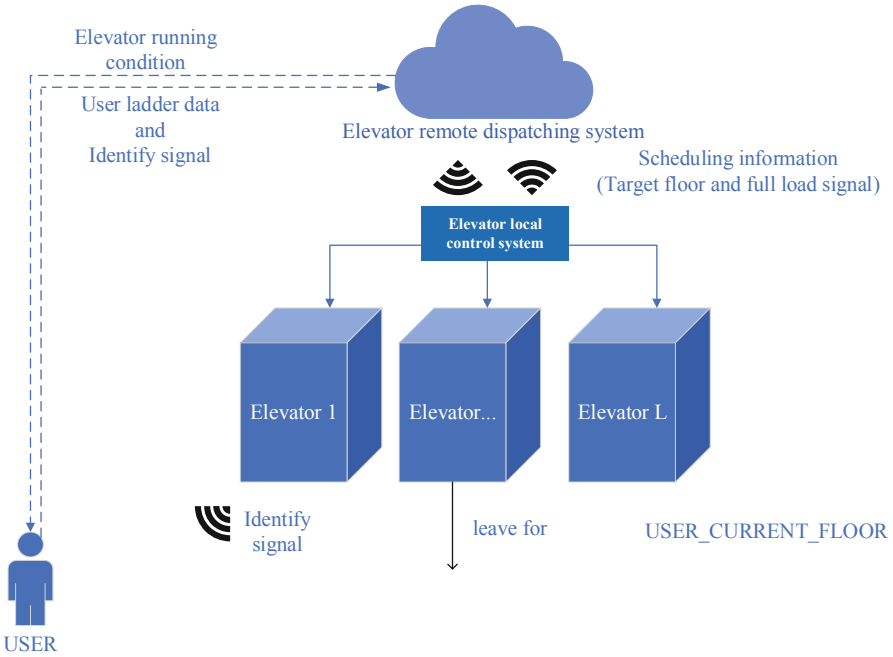 Elevator running
condition
User ladder data
and
Identify signal
Elevator remote dispatching system
Scheduling information
(Target floor and full load signal)
Elevator local
control system
Elevator 1
Elevator...
Elevator L
Identify
signal
leave for
USER_CURRENT_FLOOR
USER